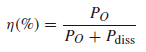 η(%) = P_O / (P_O + P_diss)